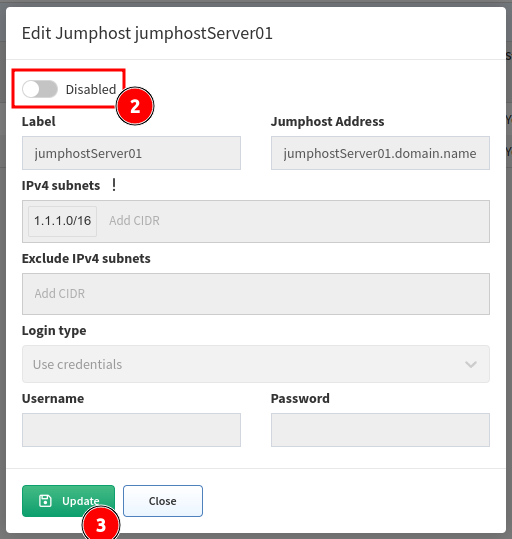 Edit Jumphost jumphostServer01
Disabled
2
Label
Jumphost Address
jumphostServer01
jumphostServer01.domain.name
IPv4 subnets !
1.1.1.0/16 Add CIDR
Exclude IPv4 subnets
Add CIDR
Login type
Use credentials
Username
Password
Update
Close
3